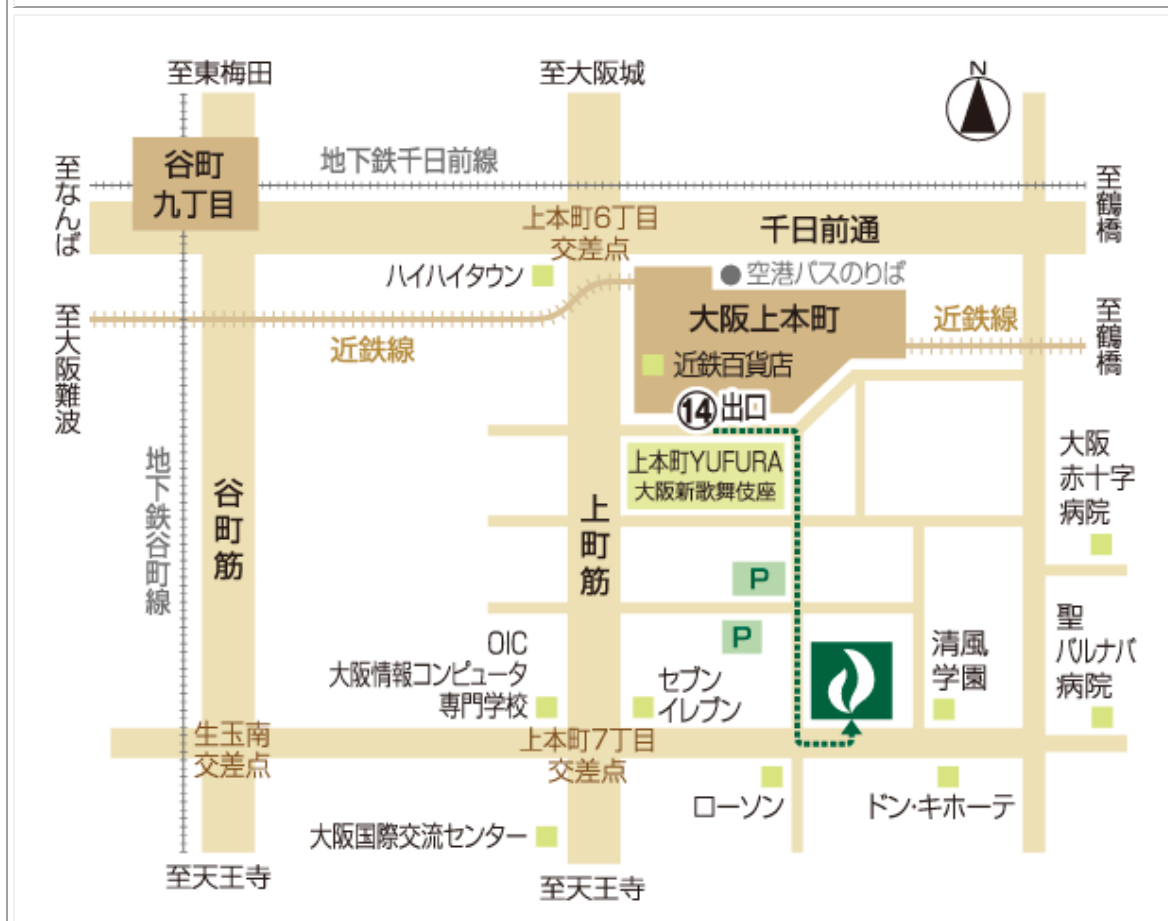 至東梅田
至大阪城
N
谷町
九丁目
地下鉄千日前線
至なんば
至鶴橋
上本町6丁目
交差点
千日前通
ハイハイタウン
空港バスのりば
大阪上本町
至大阪難波
近鉄線
近鉄線
至鶴橋
近鉄百貨店
14出口
上本町YUFURA
大阪新歌舞伎座
大阪
赤十字
病院
地下鉄谷町線
谷町筋
上町筋
P
P
OIC
大阪情報コンピュータ
専門学校
セブン
イレブン
清風
学園
聖
バルナバ
病院
生玉南
交差点
上本町7丁目
交差点
ローソン
ドン・キホーテ
大阪国際交流センター
至天王寺
至天王寺